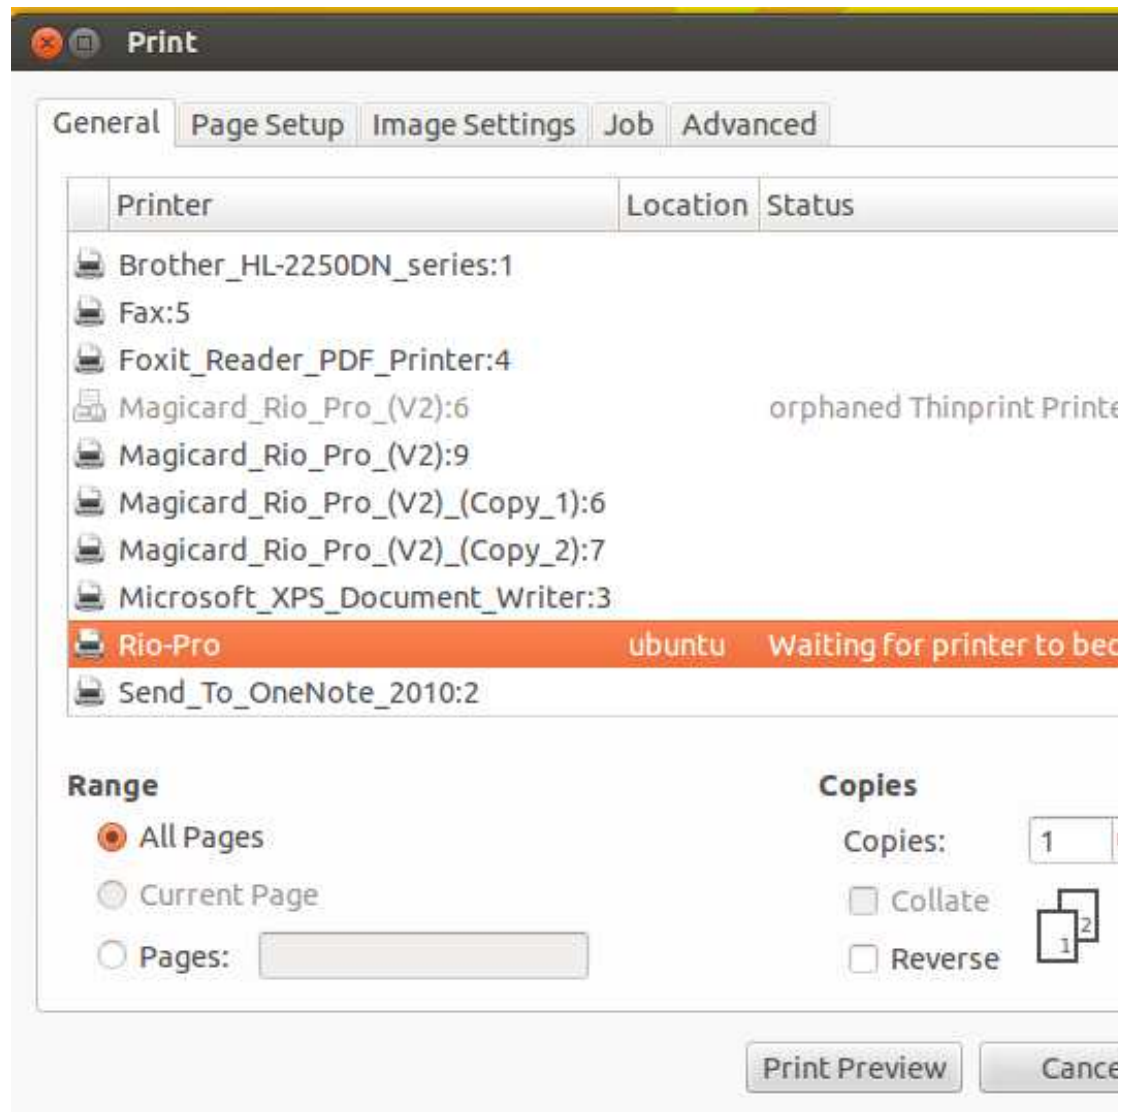 Print
General Page Setup Image Settings Job Advanced
Printer Location Status
Brother_HL-2250DN_series:1
Fax:5
Foxit_Reader_PDF_Printer:4
Magicard_Rio_Pro_(V2):6 orphaned Thinprint Printe
Magicard_Rio_Pro_(V2):9
Magicard_Rio_Pro_(V2)_(Copy_1):6
Magicard_Rio_Pro_(V2)_(Copy_2):7
Microsoft_XPS_Document_Writer:3
Rio-Pro ubuntu Waiting for printer to bec
Send_To_OneNote_2010:2
Range Copies
All Pages Copies: 1
Current Page Collate
Pages: Reverse
1 2
Print Preview Cance